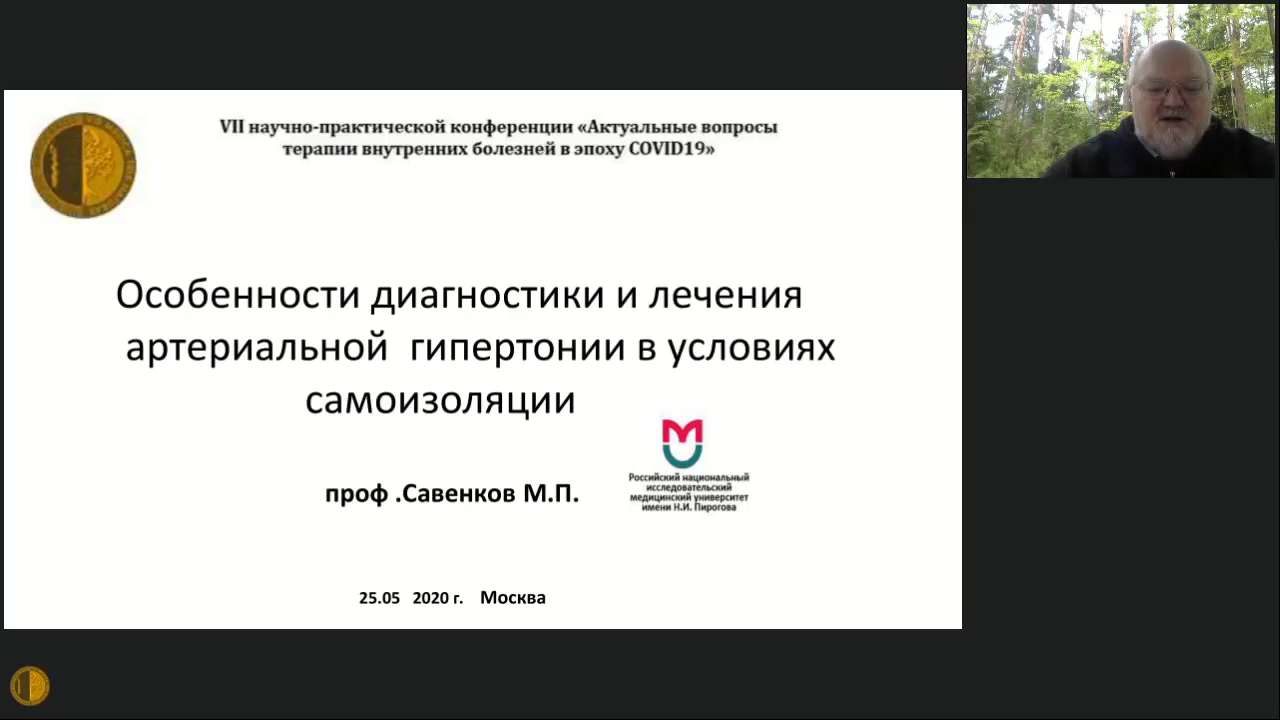 VII научно-практической конференции «Актуальные вопросы
терапии внутренних болезней в эпоху COVID19»
Особенности диагностики и лечения
артериальной гипертонии в условиях
самоизоляции
проф .Савенков М.П.
Российский национальный
исследовательский
медицинский университет
имени Н.И. Пирогова
25.05 2020 г. Москва